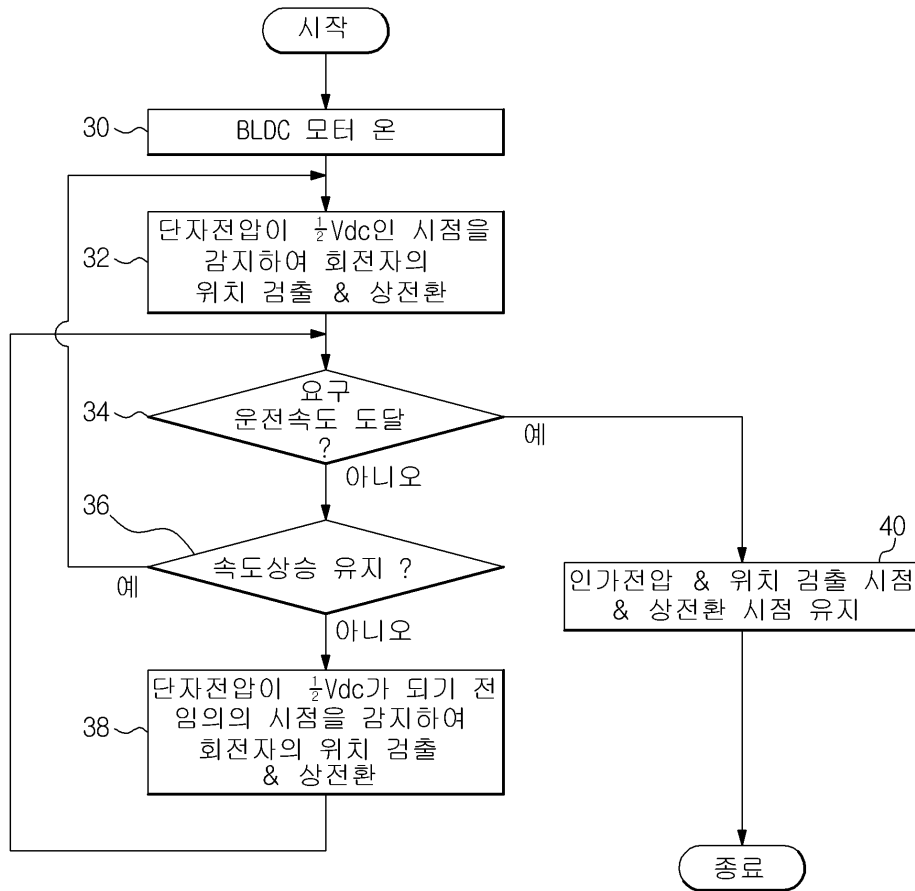 시작
30
BLDC 모터 온
32
단자전압이 ½Vdc인 시점을
감지하여 회전자의
위치 검출 & 상전환
34
요구
운전속도 도달
?
예
아니오
36
속도상승 유지 ?
예
아니오
40
인가전압 & 위치 검출 시점
& 상전환 시점 유지
38
단자전압이 ½Vdc가 되기 전
임의의 시점을 감지하여
회전자의 위치 검출
& 상전환
종료